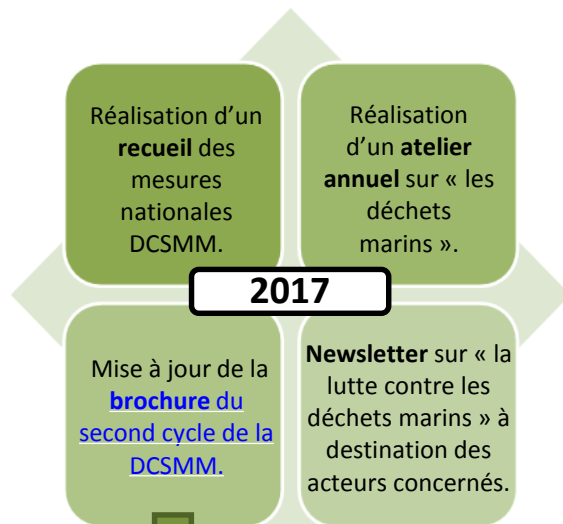 Réalisation d’un
recueil des
mesures
nationales
DCSMM.
Réalisation
d’un atelier
annuel sur « les
déchets
marins ».
2017
Mise à jour de la
brochure du
second cycle de la
DCSMM.
Newsletter sur « la
lutte contre les
déchets marins » à
destination des
acteurs concernés.